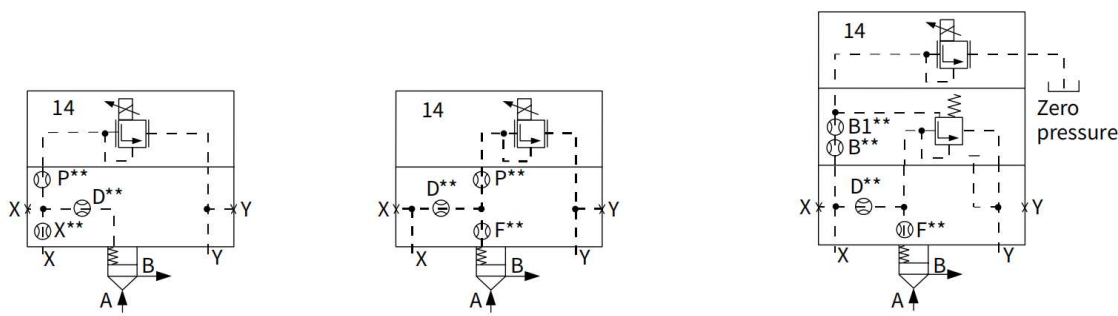 14
P**
D**
X
Y
X**
X
Y
B
A
14
D**
P**
X
Y
F**
X
Y
B
A
14
Zero
pressure
B1**
B**
D**
X
Y
F**
X
Y
B
A